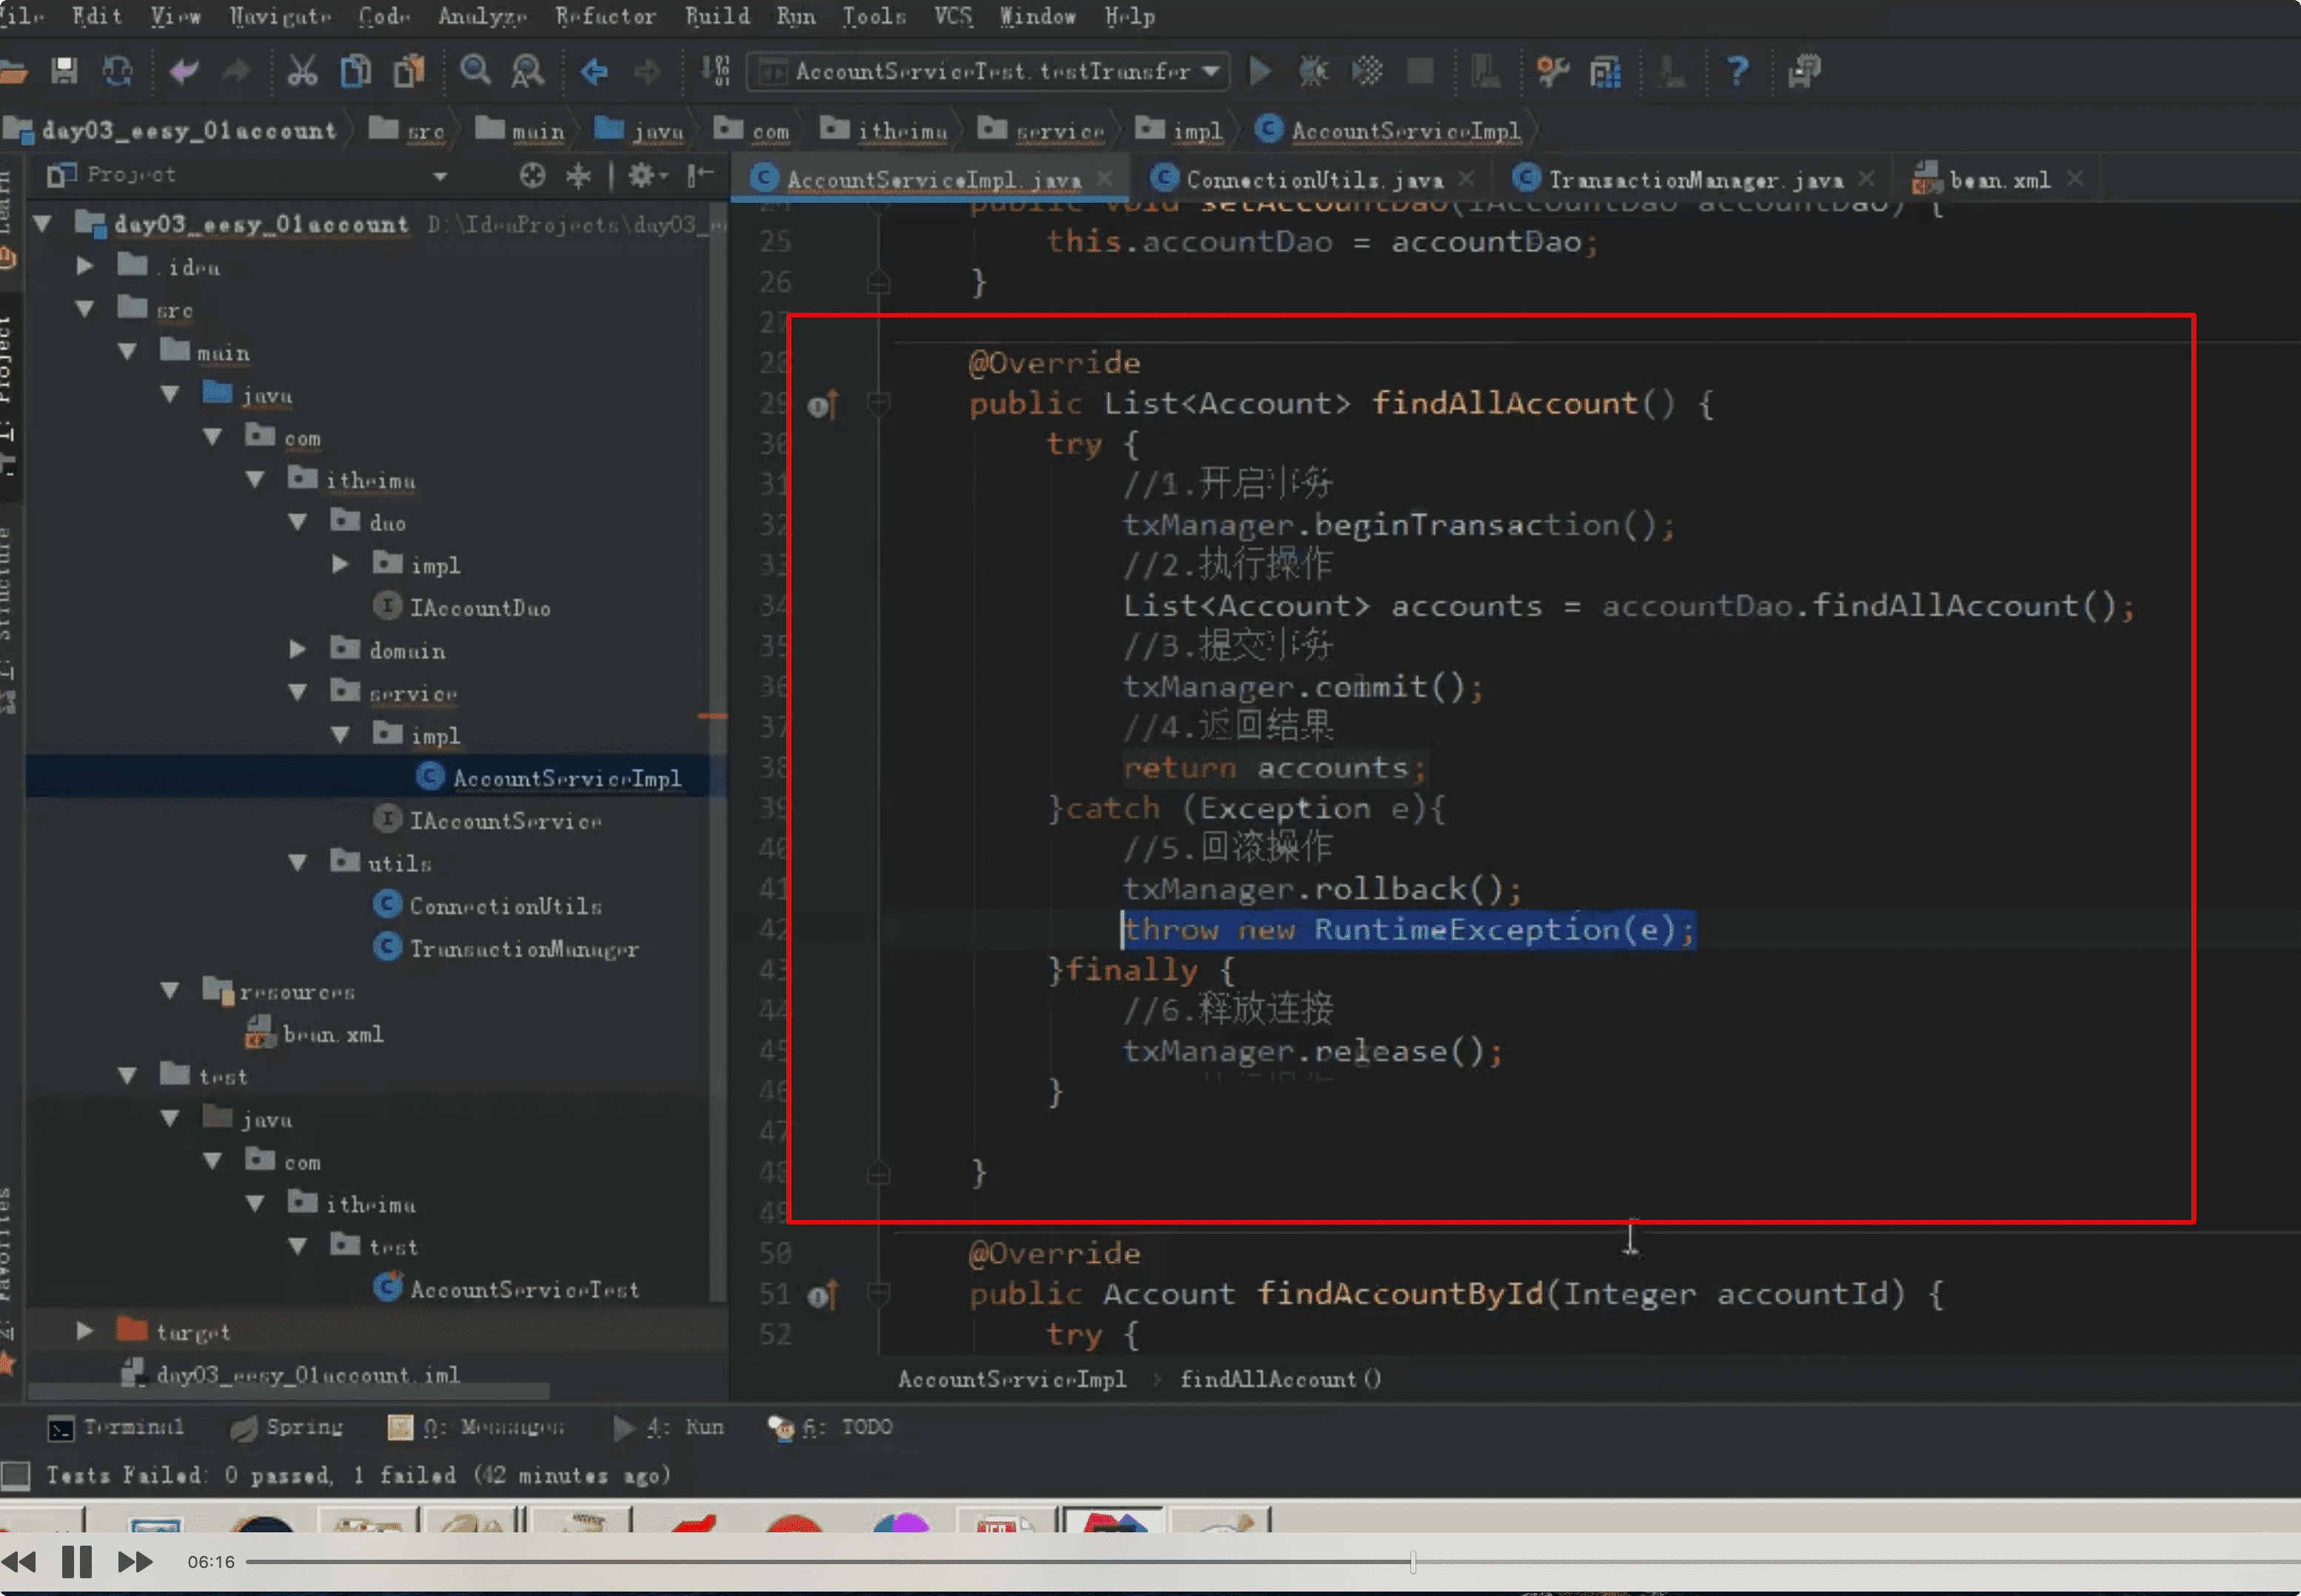 File Edit View Navigate Code Analyze Refactor Build Run Tools VCS Window Help
AccountServiceTest.testTransfer
day03_eesy_01account src main java com itheima service impl AccountServiceImpl
Project
AccountServiceImpl.java ConnectionUtils.java TransactionManager.java bean.xml
day03_eesy_01account D:\IdeaProjects\day03_
.idea
src
main
java
com
itheima
dao
impl
IAccountDao
domain
service
impl
AccountServiceImpl
IAccountService
utils
ConnectionUtils
TransactionManager
resources
bean.xml
test
java
com
itheima
test
AccountServiceTest
target
day03_eesy_01account.iml
public void setAccountDao(IAccountDao accountDao) {
25 this.accountDao = accountDao;
26 }
27
28 @Override
29 public List<Account> findAllAccount() {
30 try {
31 //1.开启事务
32 txManager.beginTransaction();
33 //2.执行操作
34 List<Account> accounts = accountDao.findAllAccount();
35 //3.提交事务
36 txManager.commit();
37 //4.返回结果
38 return accounts;
39 }catch (Exception e){
40 //5.回滚操作
41 txManager.rollback();
42 throw new RuntimeException(e);
43 }finally {
44 //6.释放连接
45 txManager.release();
46 }
47
48 }
49
50 @Override
51 public Account findAccountById(Integer accountId) {
52 try {
AccountServiceImpl findAllAccount()
Terminal Spring 0: Messages 4: Run 6: TODO
Tests Failed: 0 passed, 1 failed (42 minutes ago)
06:16